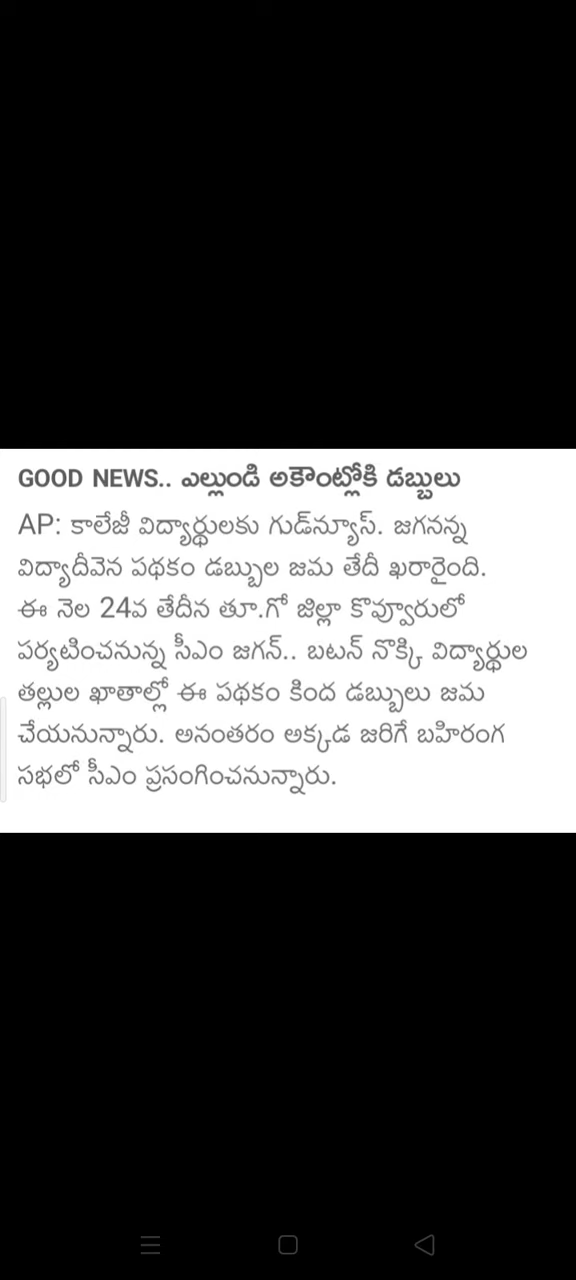 GOOD NEWS.. ఎల్లుండి అకౌంట్లోకి డబ్బులు
AP: కాలేజీ విద్యార్థులకు గుడ్‌న్యూస్. జగనన్న
విద్యాదీవెన పథకం డబ్బుల జమ తేదీ ఖరారైంది.
ఈ నెల 24వ తేదీన తూ.గో జిల్లా కొవ్వూరులో
పర్యటించనున్న సీఎం జగన్.. బటన్ నొక్కి విద్యార్థుల
తల్లుల ఖాతాల్లో ఈ పథకం కింద డబ్బులు జమ
చేయనున్నారు. అనంతరం అక్కడ జరిగే బహిరంగ
సభలో సీఎం ప్రసంగించనున్నారు.